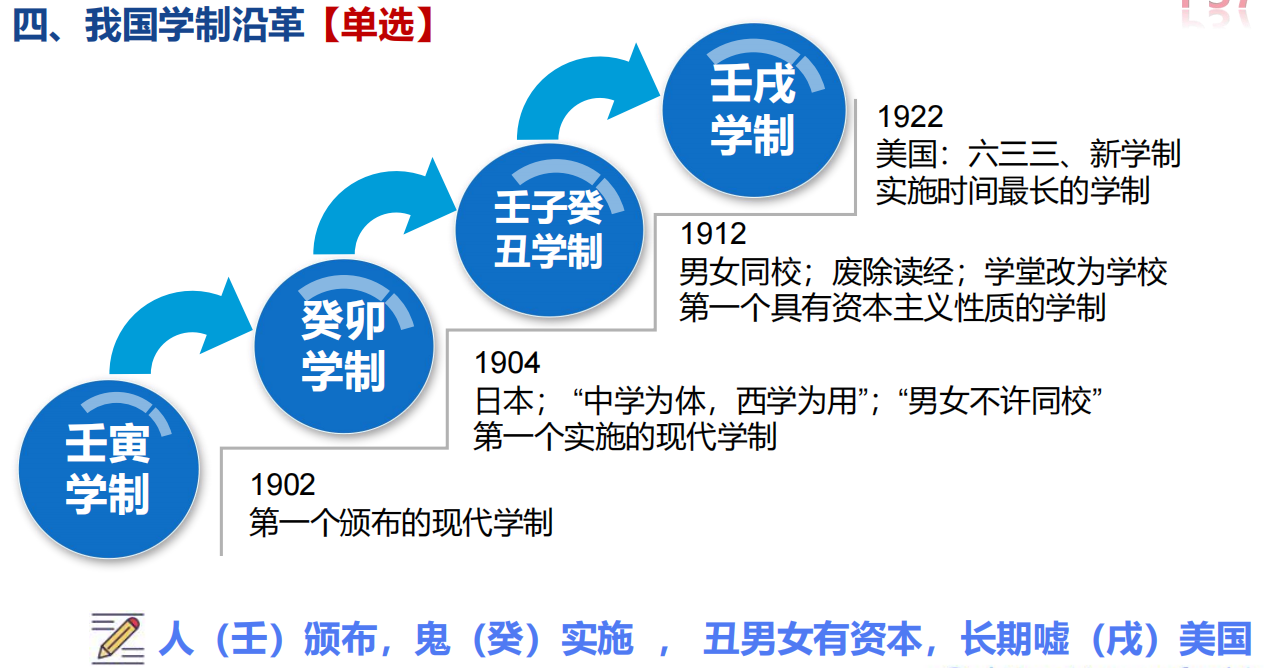 四、我国学制沿革【单选】
壬戌
学制
1922
美国：六三三、新学制
实施时间最长的学制
壬子癸
丑学制
1912
男女同校；废除读经；学堂改为学校
第一个具有资本主义性质的学制
癸卯
学制
1904
日本；“中学为体，西学为用”；“男女不许同校”
第一个实施的现代学制
壬寅
学制
1902
第一个颁布的现代学制
人（壬）颁布，鬼（癸）实施 ， 丑男女有资本，长期嘘（戌）美国